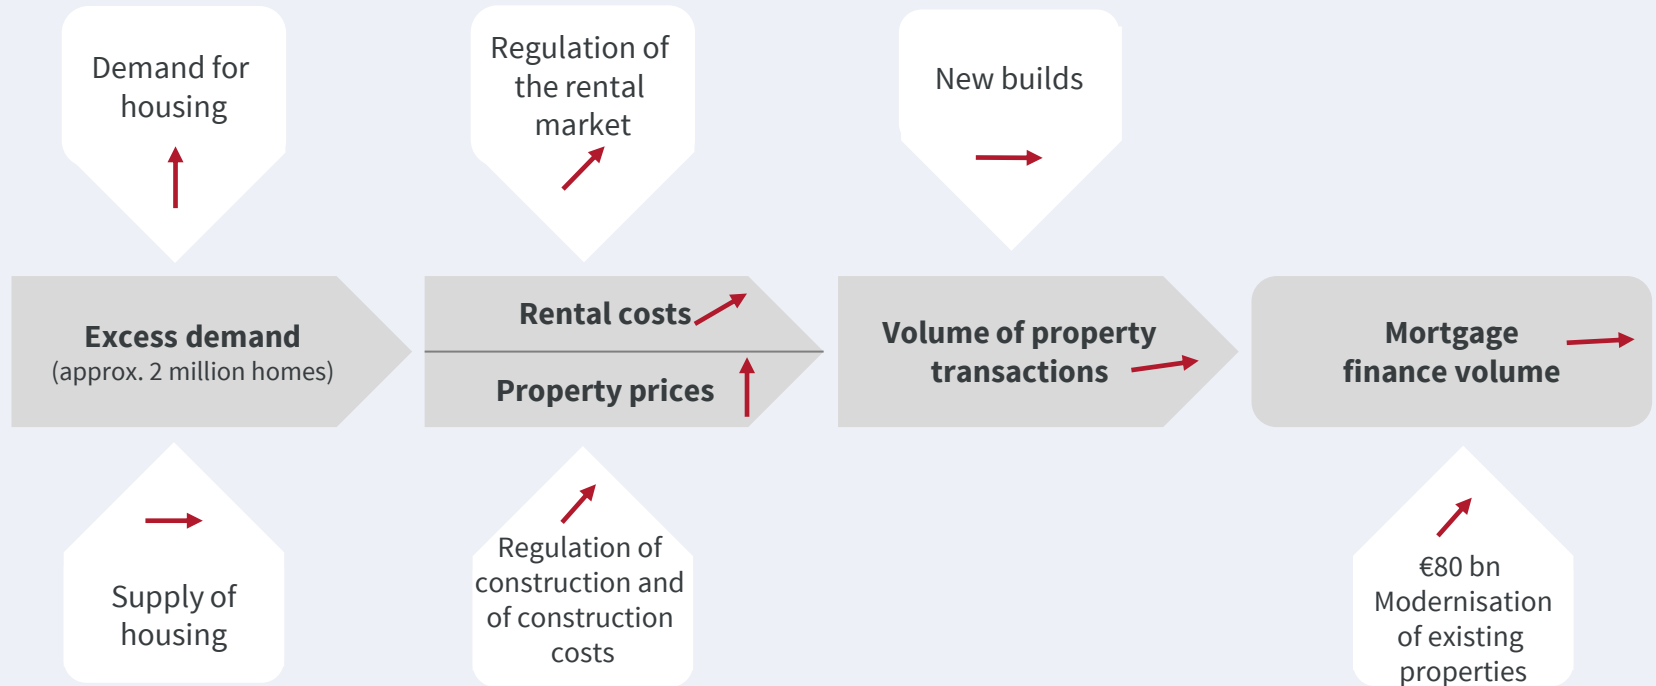 Demand for
housing
Regulation of
the rental
market
New builds
Excess demand
(approx. 2 million homes)
Rental costs
Property prices
Volume of property
transactions
Mortgage
finance volume
Supply of
housing
Regulation of
construction and
of construction
costs
€80 bn
Modernisation
of existing
properties